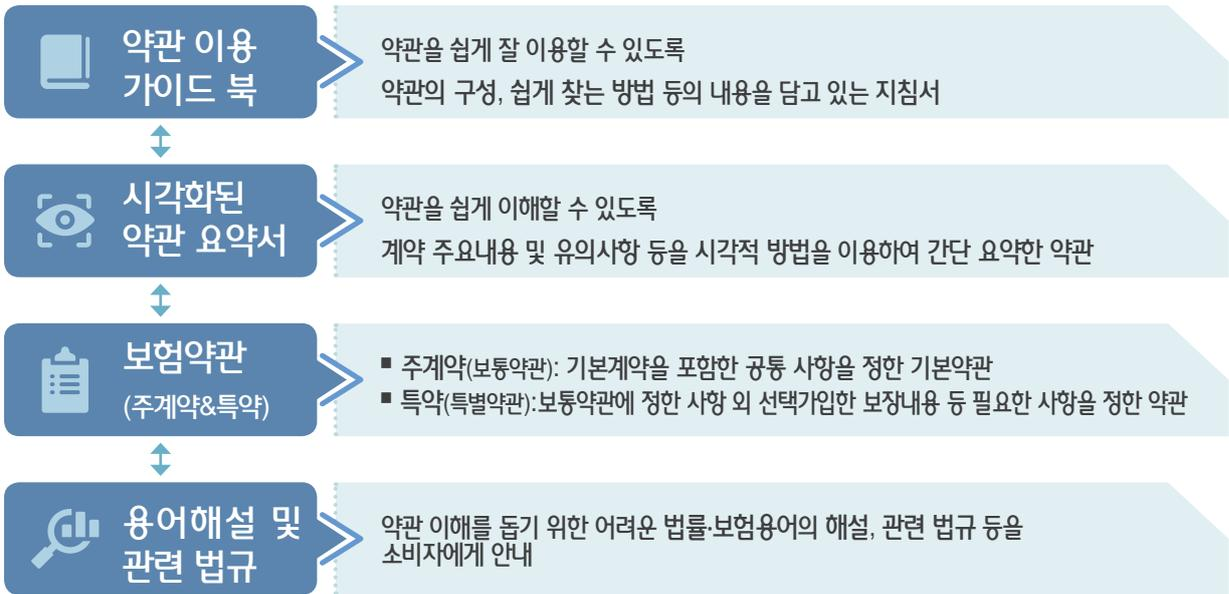 약관 이용
가이드 북
약관을 쉽게 잘 이용할 수 있도록
약관의 구성, 쉽게 찾는 방법 등의 내용을 담고 있는 지침서
시각화된
약관 요약서
약관을 쉽게 이해할 수 있도록
계약 주요내용 및 유의사항 등을 시각적 방법을 이용하여 간단 요약한 약관
보험약관
(주계약&특약)
▪ 주계약(보통약관): 기본계약을 포함한 공통 사항을 정한 기본약관
▪ 특약(특별약관):보통약관에 정한 사항 외 선택가입한 보장내용 등 필요한 사항을 정한 약관
용어해설 및
관련 법규
약관 이해를 돕기 위한 어려운 법률·보험용어의 해설, 관련 법규 등을
소비자에게 안내